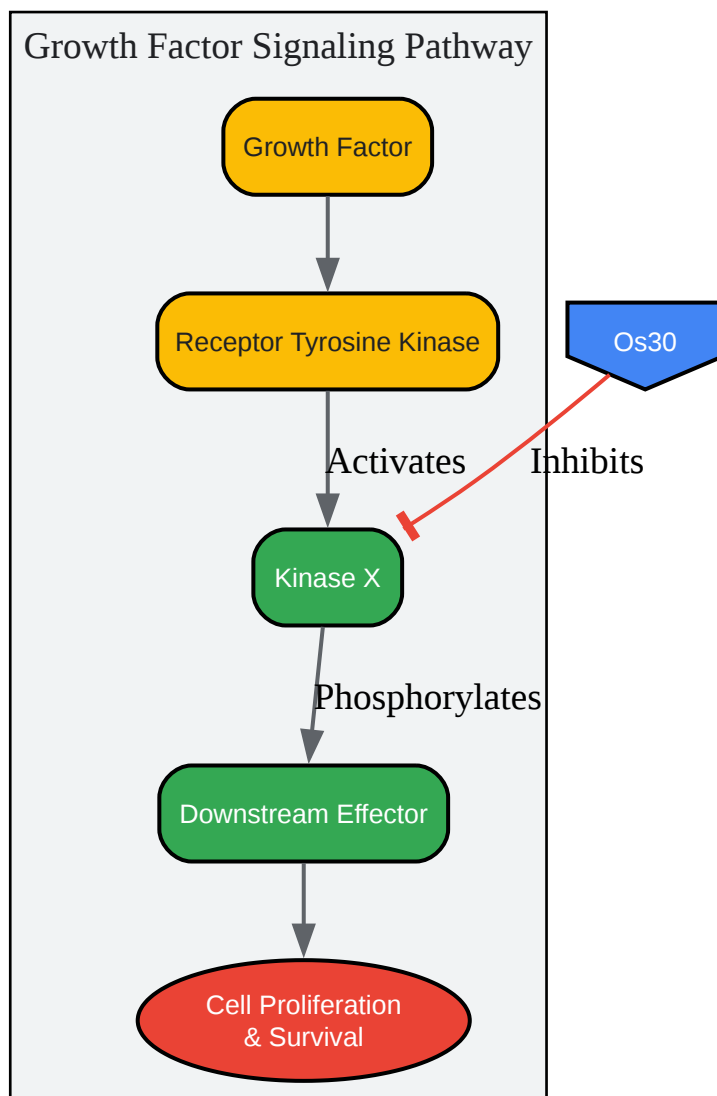 Growth Factor Signaling Pathway
Growth Factor
Receptor Tyrosine Kinase
Os30
Activates
Inhibits
Kinase X
Phosphorylates
Downstream Effector
Cell Proliferation
& Survival